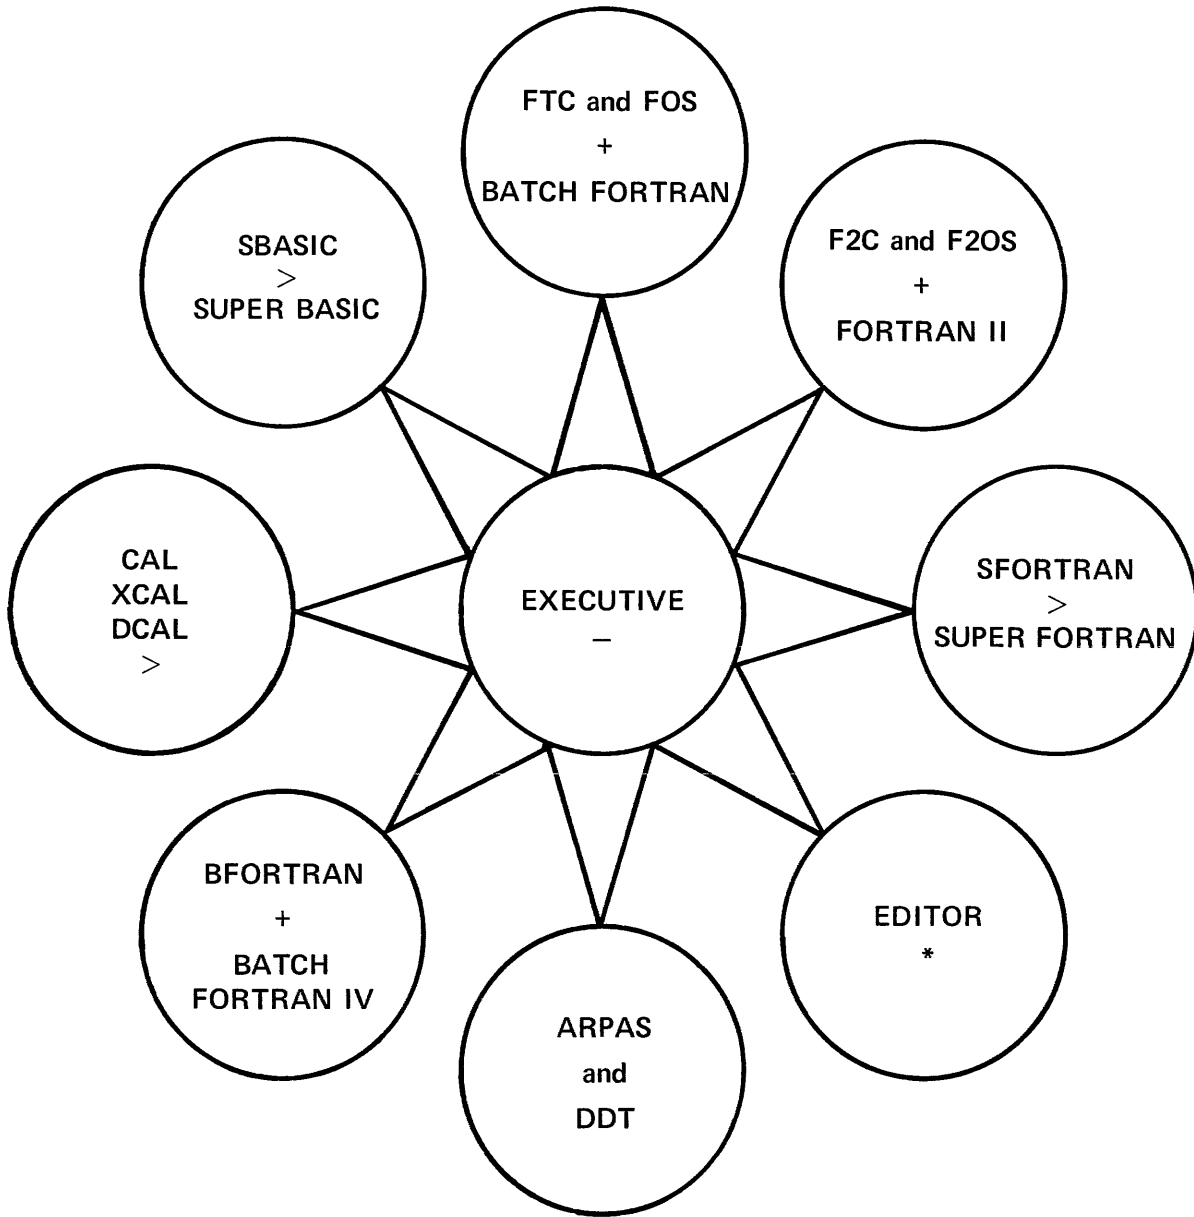 FTC and FOS
+
BATCH FORTRAN
SBASIC
>
SUPER BASIC
F2C and F2OS
+
FORTRAN II
CAL
XCAL
DCAL
>
EXECUTIVE
–
SFORTRAN
>
SUPER FORTRAN
BFORTRAN
+
BATCH
FORTRAN IV
EDITOR
*
ARPAS
and
DDT